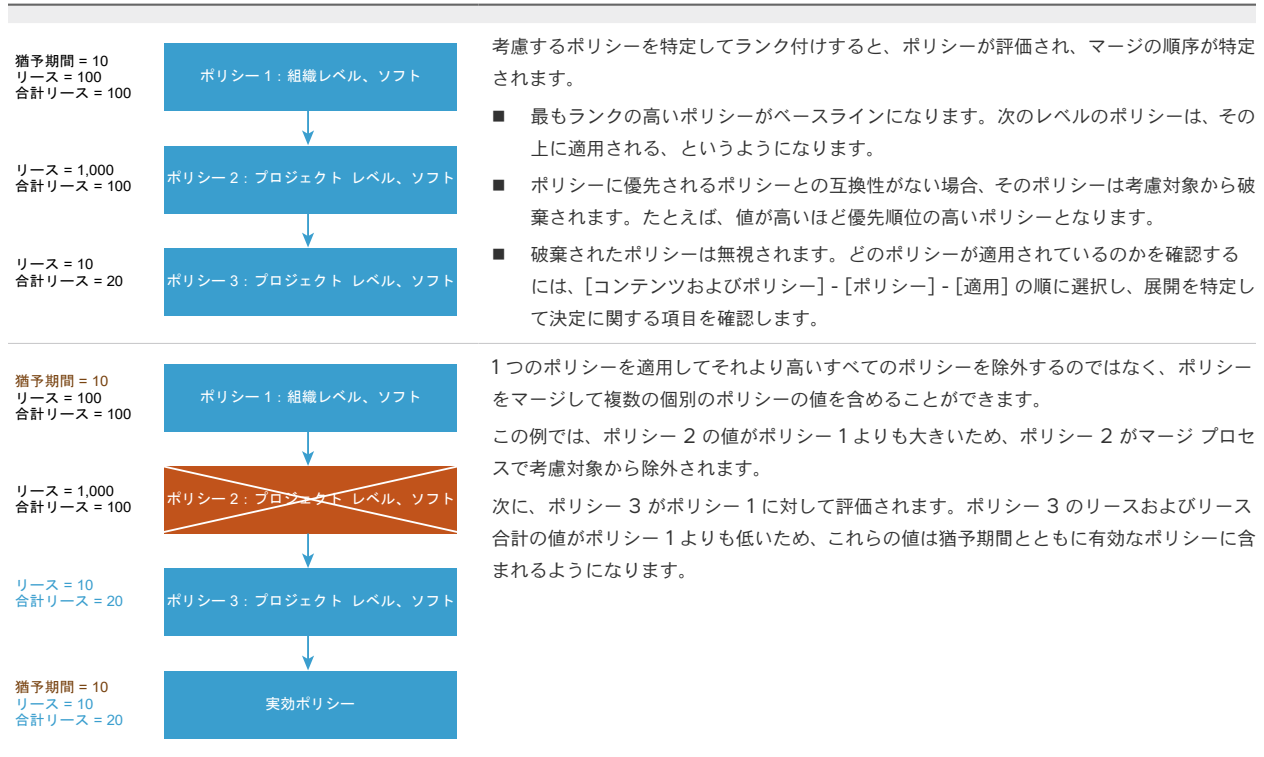 猶予期間 = 10
リース = 100
合計リース = 100
ポリシー 1 : 組織レベル、ソフト
リース = 1,000
合計リース = 100
ポリシー 2 : プロジェクト レベル、ソフト
リース = 10
合計リース = 20
ポリシー 3 : プロジェクト レベル、ソフト
考慮するポリシーを特定してランク付けすると、ポリシーが評価され、マージの順序が特定
されます。
■ 最もランクの高いポリシーがベースラインになります。次のレベルのポリシーは、その
上に適用される、というようになります。
■ ポリシーに優先されるポリシーとの互換性がない場合、そのポリシーは考慮対象から破
棄されます。たとえば、値が高いほど優先順位の高いポリシーとなります。
■ 破棄されたポリシーは無視されます。どのポリシーが適用されているのかを確認する
には、[コンテンツおよびポリシー] - [ポリシー] - [適用] の順に選択し、展開を特定し
て決定に関する項目を確認します。
猶予期間 = 10
リース = 100
合計リース = 100
ポリシー 1 : 組織レベル、ソフト
リース = 1,000
合計リース = 100
ポリシー 2 : プロジェクト レベル、ソフト
リース = 10
合計リース = 20
ポリシー 3 : プロジェクト レベル、ソフト
猶予期間 = 10
リース = 10
合計リース = 20
実効ポリシー
1 つのポリシーを適用してそれより高いすべてのポリシーを除外するのではなく、ポリシー
をマージして複数の個別のポリシーの値を含めることができます。
この例では、ポリシー 2 の値がポリシー 1 よりも大きいため、ポリシー 2 がマージ プロセ
スで考慮対象から除外されます。
次に、ポリシー 3 がポリシー 1 に対して評価されます。ポリシー 3 のリースおよびリース
合計の値がポリシー 1 よりも低いため、これらの値は猶予期間とともに有効なポリシーに含
まれるようになります。